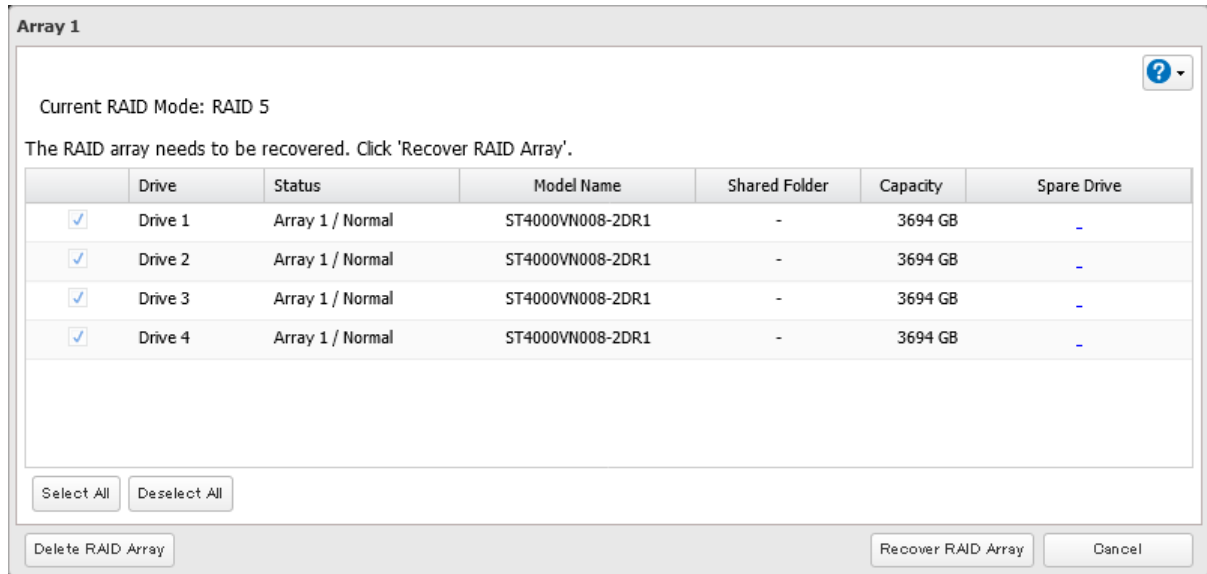 Array 1
?
Current RAID Mode: RAID 5
The RAID array needs to be recovered. Click 'Recover RAID Array'.
Drive Status Model Name Shared Folder Capacity Spare Drive
Drive 1 Array 1 / Normal ST4000VN008-2DR1 - 3694 GB -
Drive 2 Array 1 / Normal ST4000VN008-2DR1 - 3694 GB -
Drive 3 Array 1 / Normal ST4000VN008-2DR1 - 3694 GB -
Drive 4 Array 1 / Normal ST4000VN008-2DR1 - 3694 GB -
Select All Deselect All
Delete RAID Array Recover RAID Array Cancel